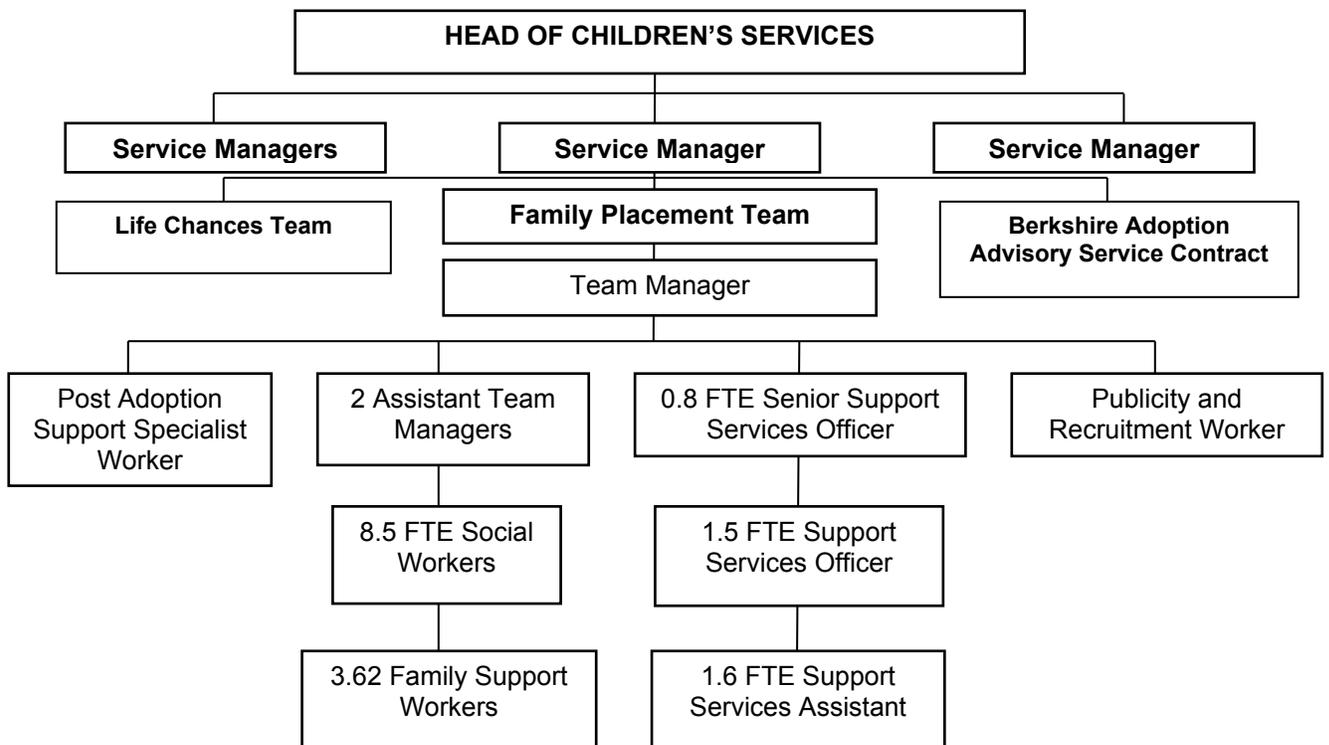 HEAD OF CHILDREN’S SERVICES
Service Managers
Service Manager
Service Manager
Life Chances Team
Family Placement Team
Berkshire Adoption
Advisory Service Contract
Team Manager
Post Adoption
Support Specialist
Worker
2 Assistant Team
Managers
0.8 FTE Senior Support
Services Officer
Publicity and
Recruitment Worker
8.5 FTE Social
Workers
1.5 FTE Support
Services Officer
3.62 Family Support
Workers
1.6 FTE Support
Services Assistant